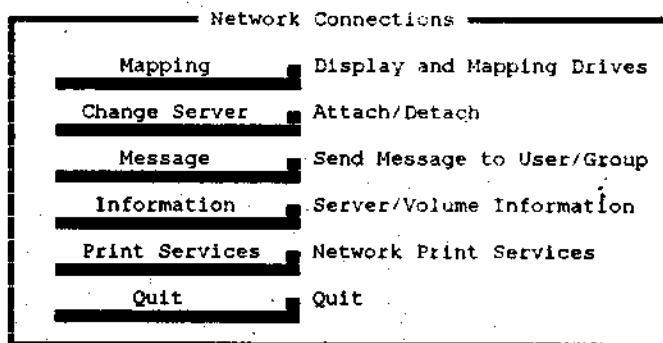 Network Connections
Mapping Display and Mapping Drives
Change Server Attach/Detach
Message Send Message to User/Group
Information Server/Volume Information
Print Services Network Print Services
Quit Quit